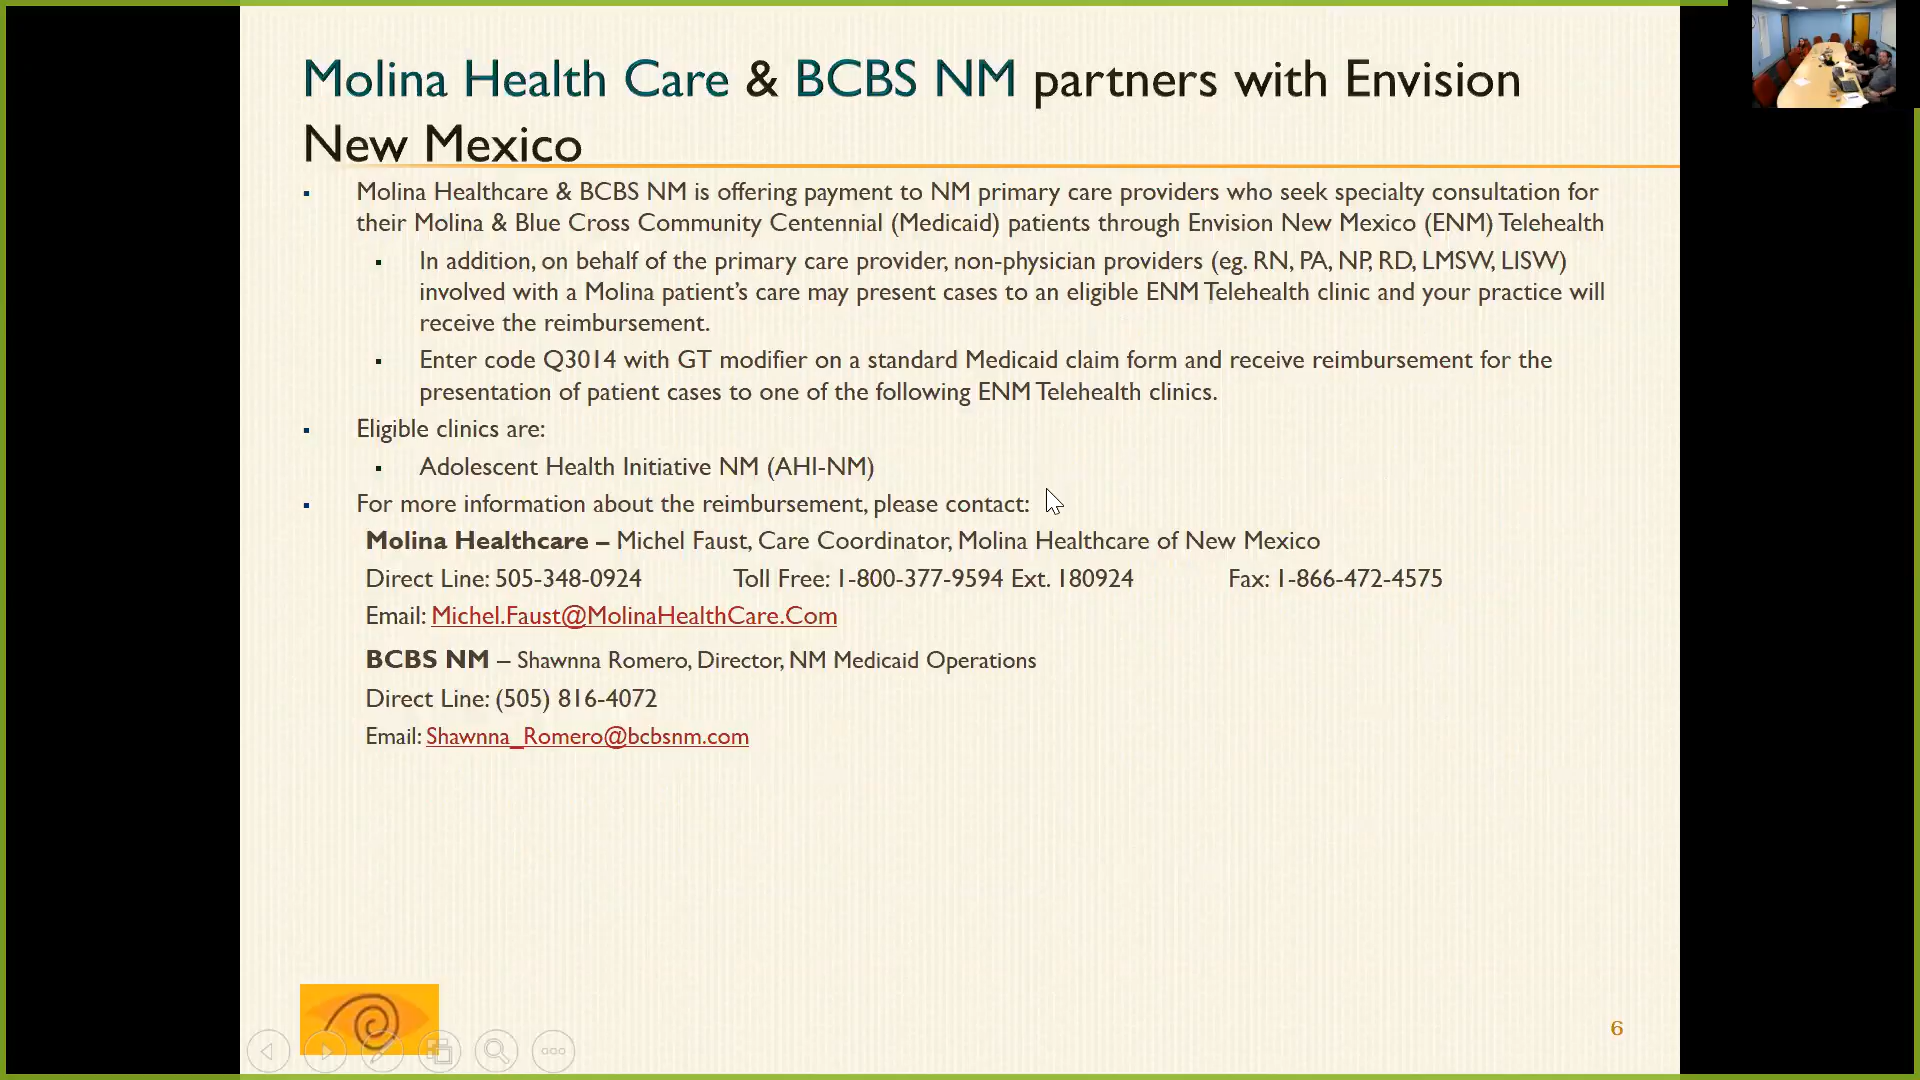 Molina Health Care & BCBS NM partners with Envision
New Mexico
Molina Healthcare & BCBS NM is offering payment to NM primary care providers who seek specialty consultation for
their Molina & Blue Cross Community Centennial (Medicaid) patients through Envision New Mexico (ENM) Telehealth
In addition, on behalf of the primary care provider, non-physician providers (eg. RN, PA, NP, RD, LMSW, LISW)
involved with a Molina patient's care may present cases to an eligible ENM Telehealth clinic and your practice will
receive the reimbursement.
Enter code Q3014 with GT modifier on a standard Medicaid claim form and receive reimbursement for the
presentation of patient cases to one of the following ENM Telehealth clinics.
Eligible clinics are:
Adolescent Health Initiative NM (AHI-NM)
For more information about the reimbursement, please contact:
Molina Healthcare – Michel Faust, Care Coordinator, Molina Healthcare of New Mexico
Direct Line: 505-348-0924 Toll Free: 1-800-377-9594 Ext. 180924 Fax: 1-866-472-4575
Email: Michel.Faust@MolinaHealthCare.Com
BCBS NM – Shawnna Romero, Director, NM Medicaid Operations
Direct Line: (505) 816-4072
Email: Shawnna_Romero@bcbsnm.com
6